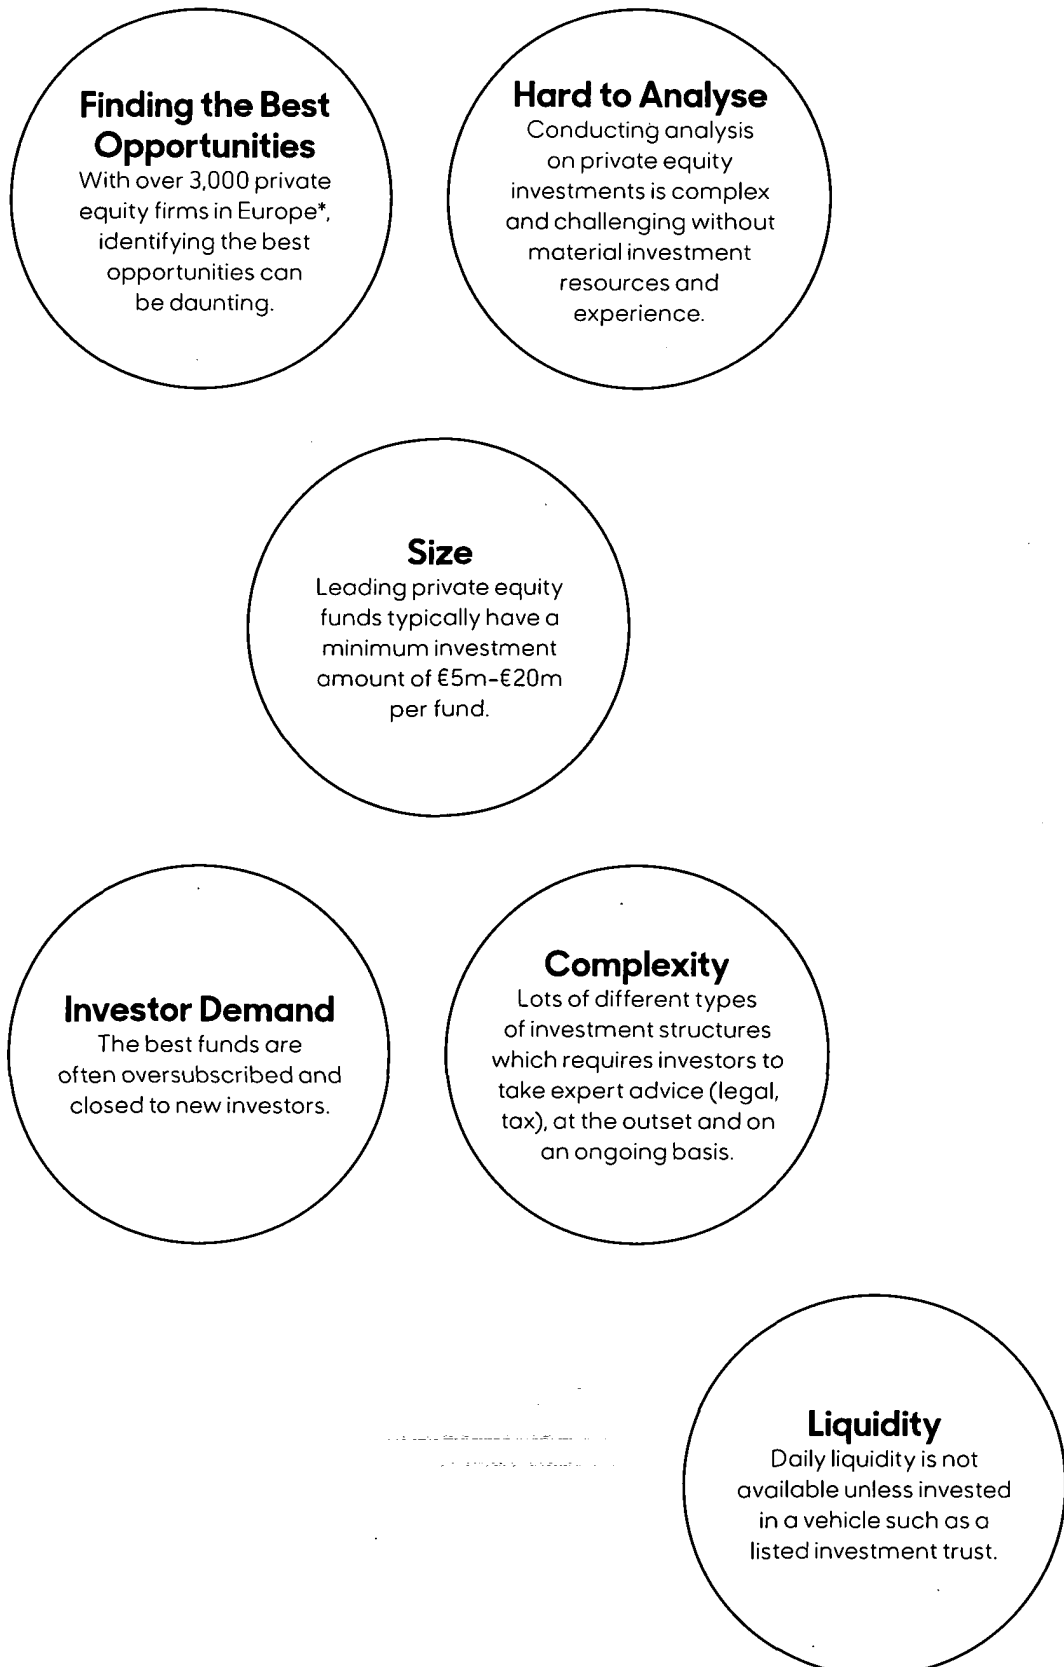 Finding the Best
Opportunities
With over 3,000 private
equity firms in Europe*,
identifying the best
opportunities can
be daunting.
Hard to Analyse
Conducting analysis
on private equity
investments is complex
and challenging without
material investment
resources and
experience.
Size
Leading private equity
funds typically have a
minimum investment
amount of €5m-€20m
per fund.
Investor Demand
The best funds are
often oversubscribed and
closed to new investors.
Complexity
Lots of different types
of investment structures
which requires investors to
take expert advice (legal,
tax), at the outset and on
an ongoing basis.
Liquidity
Daily liquidity is not
available unless invested
in a vehicle such as a
listed investment trust.